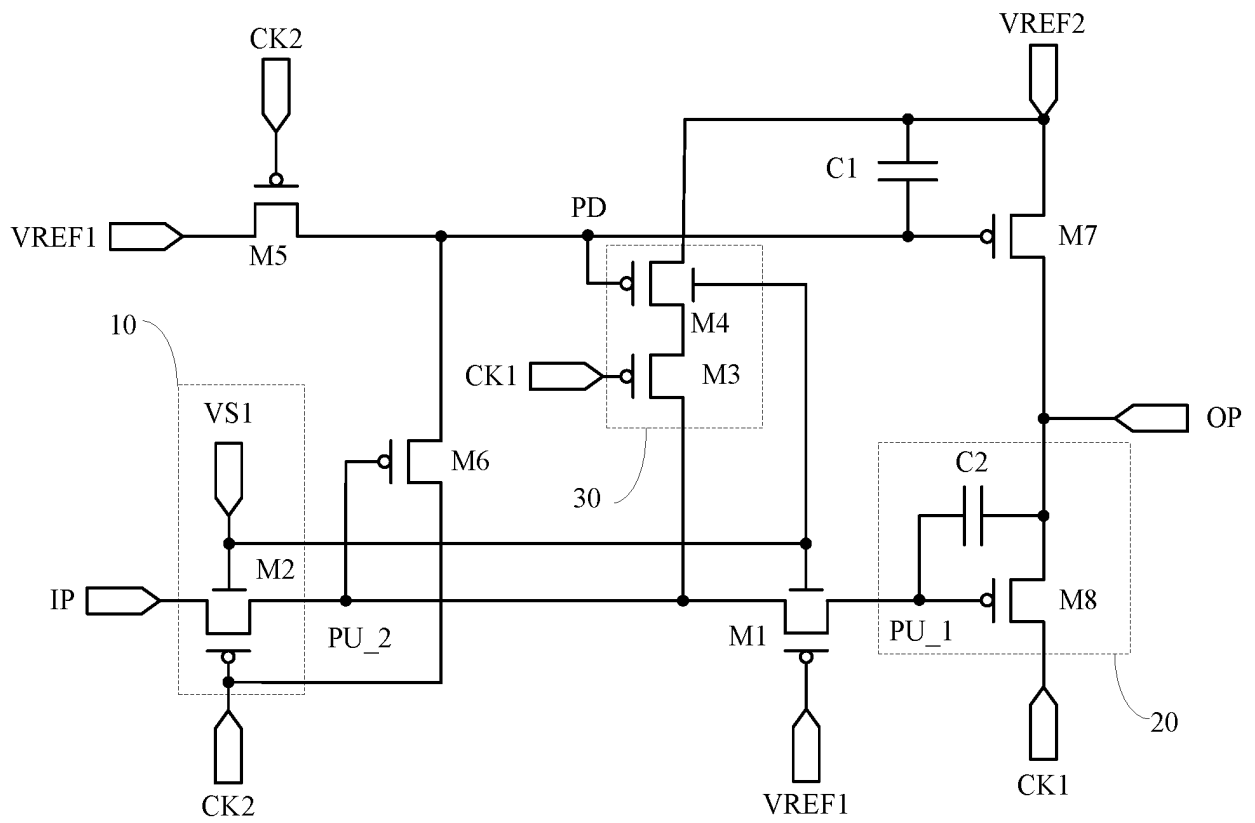 CK2
VREF2
C1
PD
VREF1
M5
M7
10
M4
CK1
M3
VS1
OP
M6
C2
30
M2
IP
M8
PU_2
M1
PU_1
20
CK2
VREF1
CK1